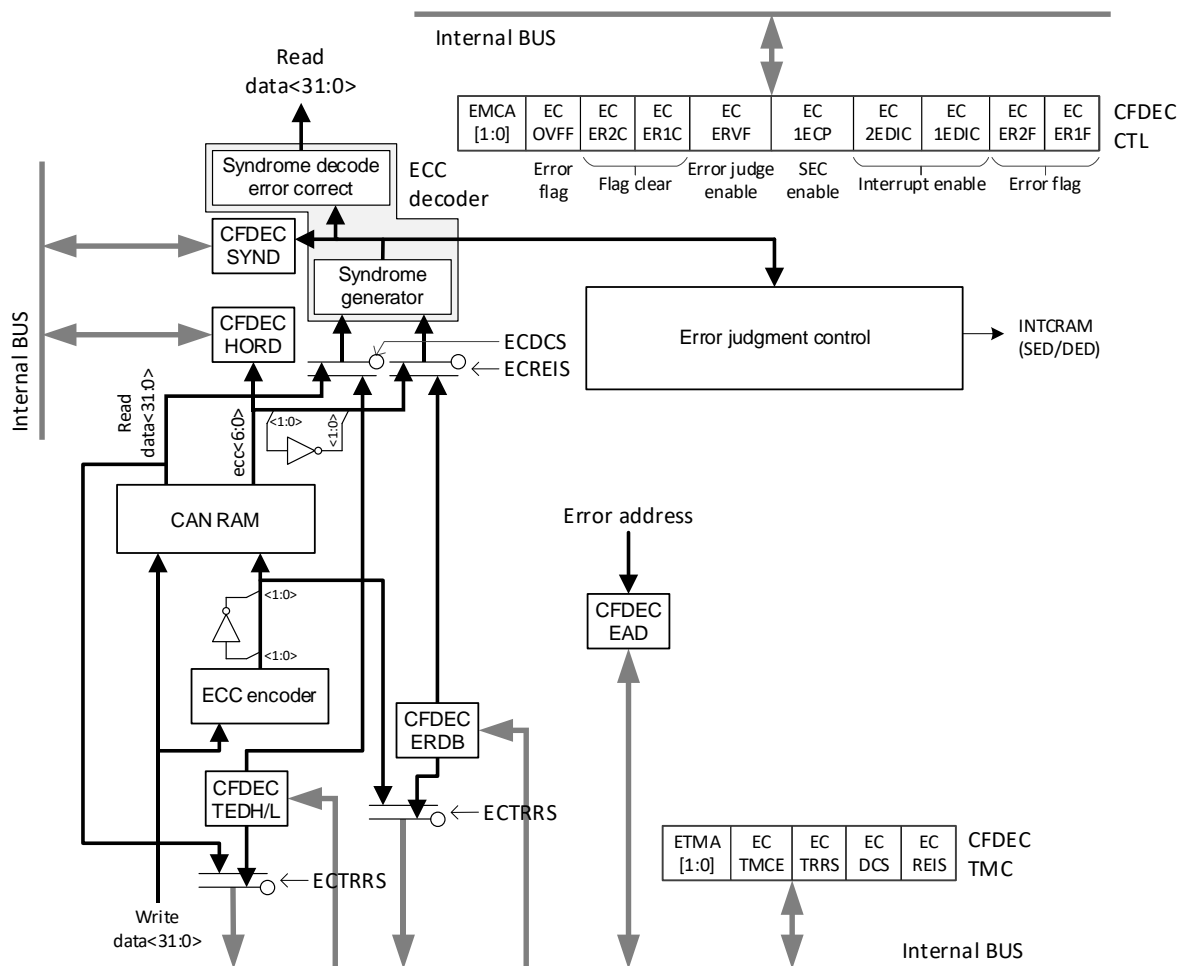 Internal BUS
Read
data<31:0>
EMCA
[1:0]
EC
OVFF
EC
ER2C
EC
ER1C
EC
ERVF
EC
1ECP
EC
2EDIC
EC
1EDIC
EC
ER2F
EC
ER1F
CFDEC
CTL
Error
flag
Flag clear
Error judge
enable
SEC
enable
Interrupt enable
Error flag
Syndrome decode
error correct
ECC
decoder
CFDEC
SYND
Syndrome
generator
Internal BUS
CFDEC
HORD
Error judgment control
INTCRAM
(SED/DED)
ECDCS
ECREIS
Read
data<31:0>
ecc<6:0>
<1:0>
<1:0>
CAN RAM
Error address
<1:0>
<1:0>
CFDEC
EAD
ECC encoder
CFDEC
ERDB
CFDEC
TEDH/L
ECTRRS
ECTRRS
ETMA
[1:0]
EC
TMCE
EC
TRRS
EC
DCS
EC
REIS
CFDEC
TMC
Write
data<31:0>
Internal BUS